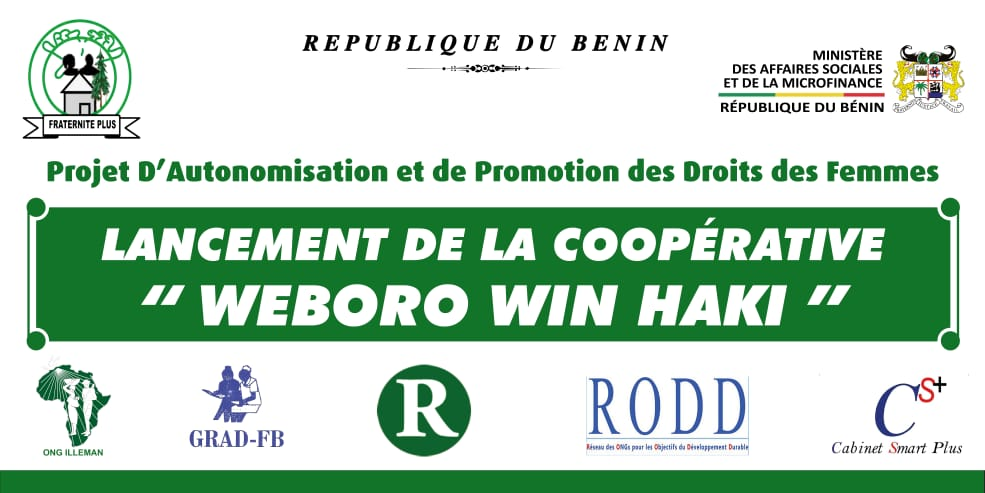 REPUBLIQUE DU BENIN
FRATERNITE PLUS
MINISTÈRE
DES AFFAIRES SOCIALES
ET DE LA MICROFINANCE
RÉPUBLIQUE DU BÉNIN
Projet D'Autonomisation et de Promotion des Droits des Femmes
LANCEMENT DE LA COOPÉRATIVE
“ WEBORO WIN HAKI ”
ONG ILLEMAN
GRAD-FB
R
RODD
Réseau des ONGs pour les Objectifs du Développement Durable
CS+
Cabinet Smart Plus